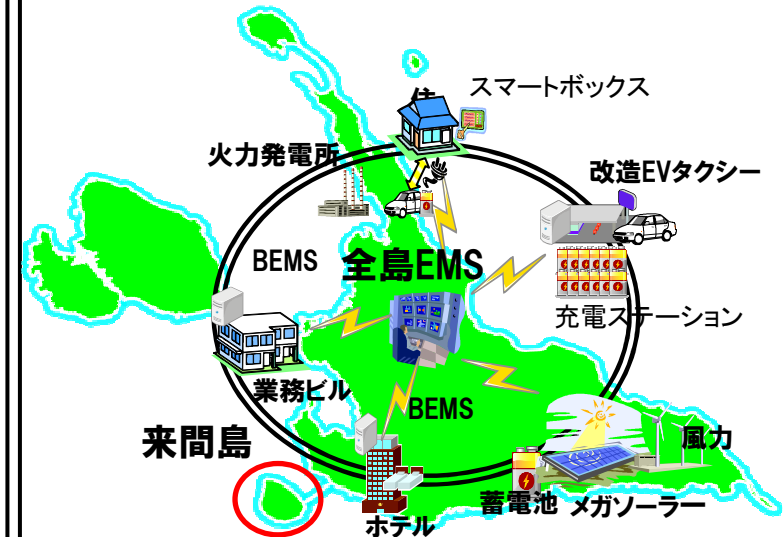 スマートボックス
火力発電所
改造EVタクシー
BEMS
全島EMS
充電ステーション
業務ビル
BEMS
来間島
風力
蓄電池
メガソーラー
ホテル